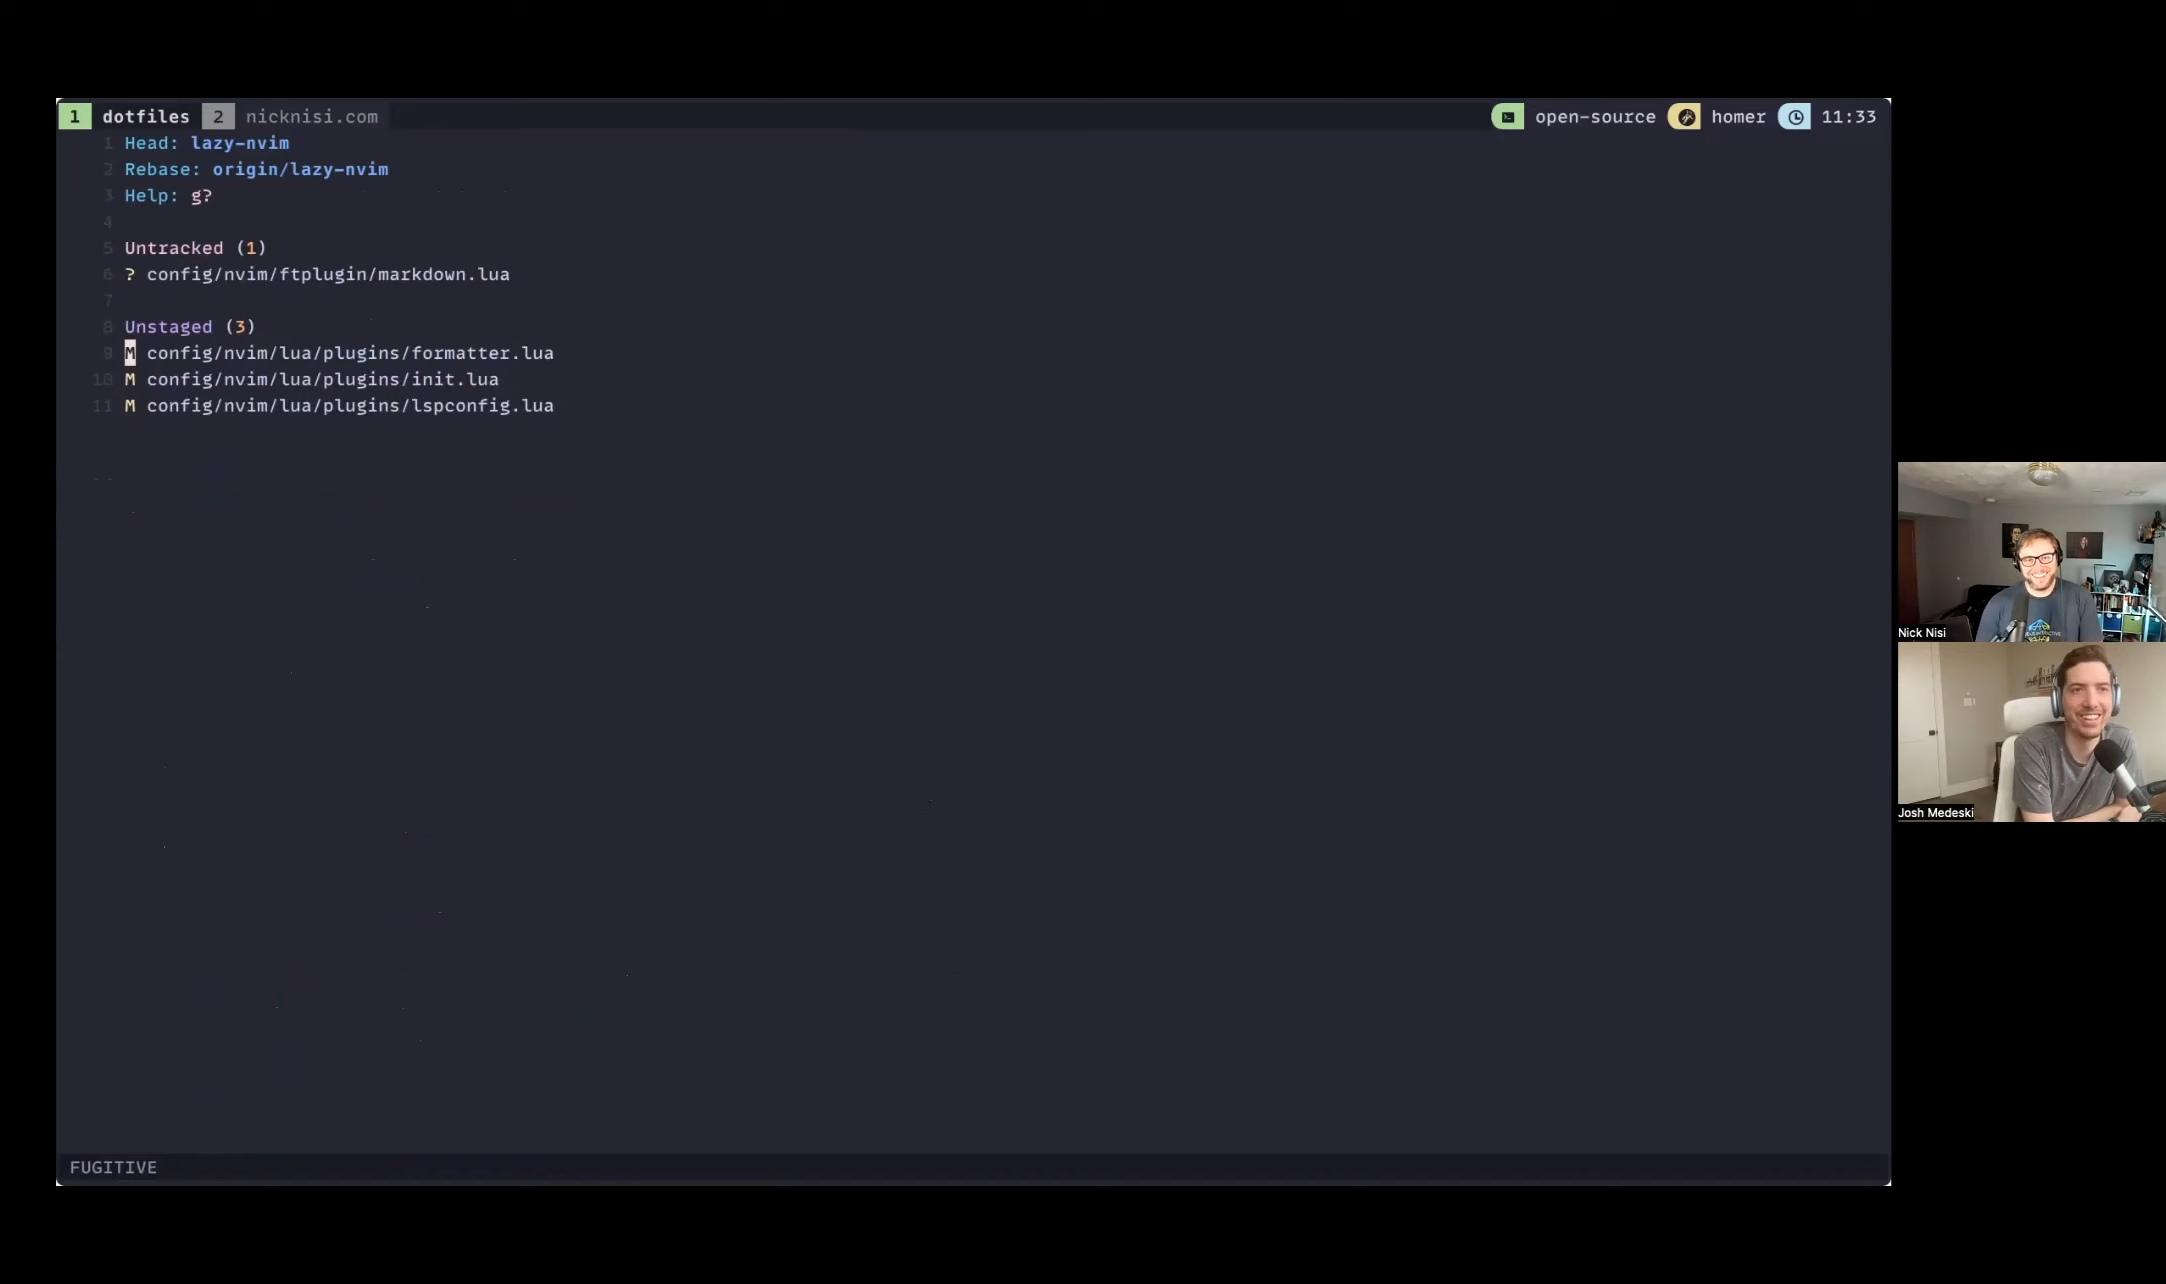 1 dotfiles 2 nicknisi.com open-source homer 11:33
1 Head: lazy-nvim
2 Rebase: origin/lazy-nvim
3 Help: g?
4
5 Untracked (1)
6 ? config/nvim/ftplugin/markdown.lua
7
8 Unstaged (3)
9 M config/nvim/lua/plugins/formatter.lua
10 M config/nvim/lua/plugins/init.lua
11 M config/nvim/lua/plugins/lspconfig.lua
Nick Nisi
Josh Medeski
FUGITIVE